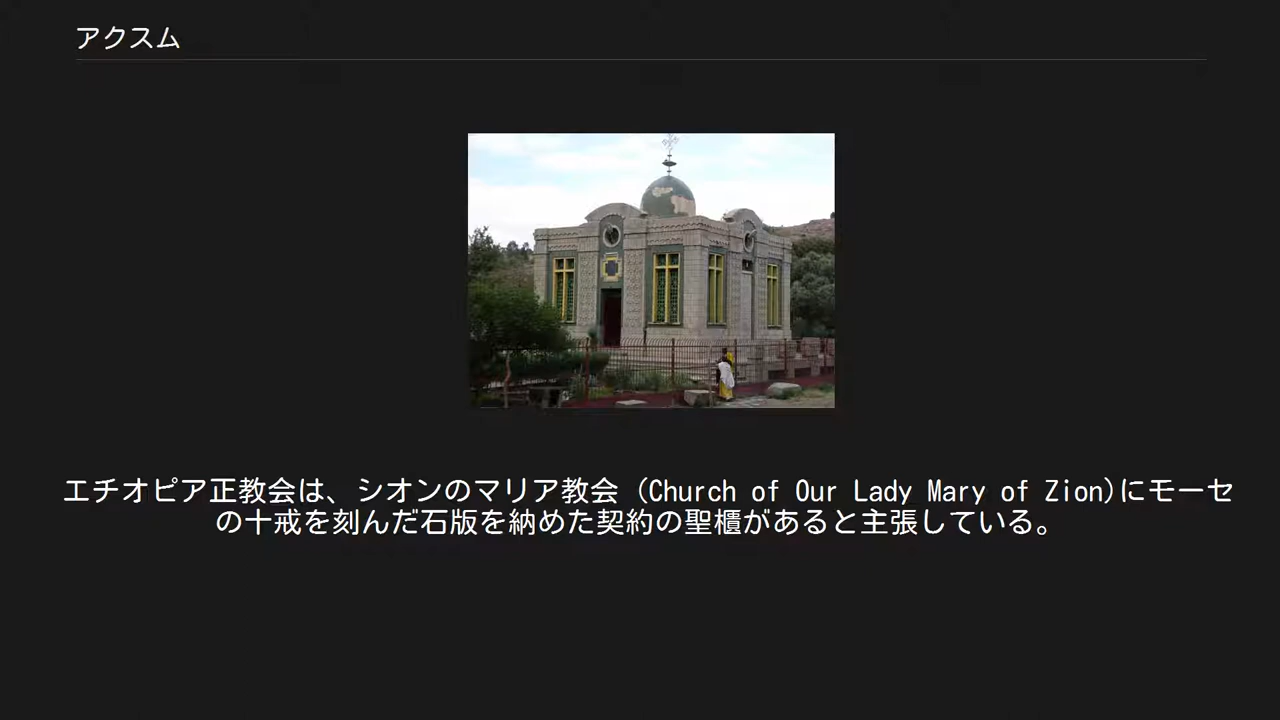 アクスム
エチオピア正教会は、シオンのマリア教会 (Church of Our Lady Mary of Zion)にモーセ
の十戒を刻んだ石版を納めた契約の聖櫃があると主張している。